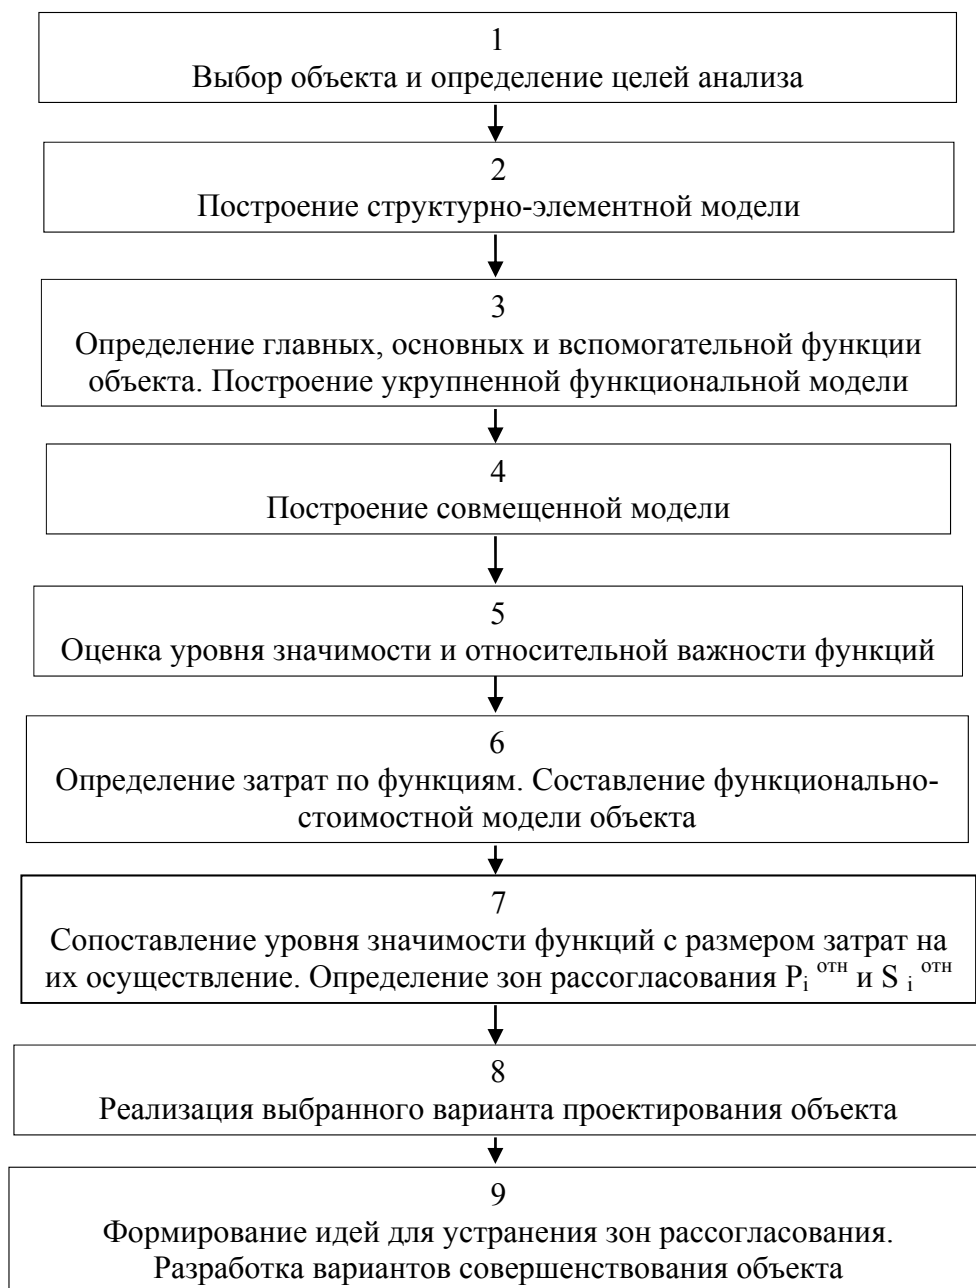 1
Выбор объекта и определение целей анализа
2
Построение структурно-элементной модели
3
Определение главных, основных и вспомогательной функции
объекта. Построение укрупненной функциональной модели
4
Построение совмещенной модели
5
Оценка уровня значимости и относительной важности функций
6
Определение затрат по функциям. Составление функционально-
стоимостной модели объекта
7
Сопоставление уровня значимости функций с размером затрат на
их осуществление. Определение зон рассогласования Pi отн и S i отн
8
Реализация выбранного варианта проектирования объекта
9
Формирование идей для устранения зон рассогласования.
Разработка вариантов совершенствования объекта